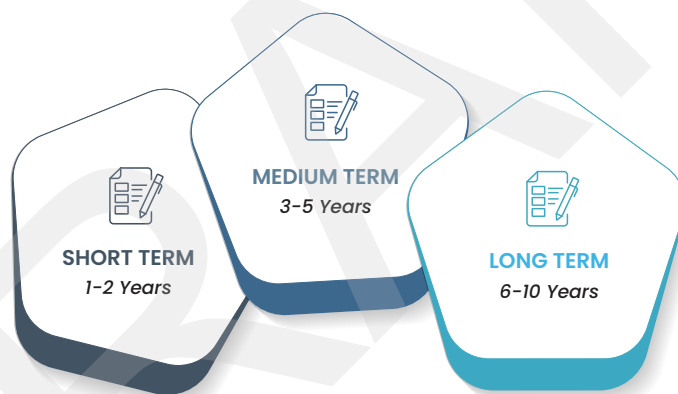 SHORT TERM
1-2 Years
MEDIUM TERM
3-5 Years
LONG TERM
6-10 Years